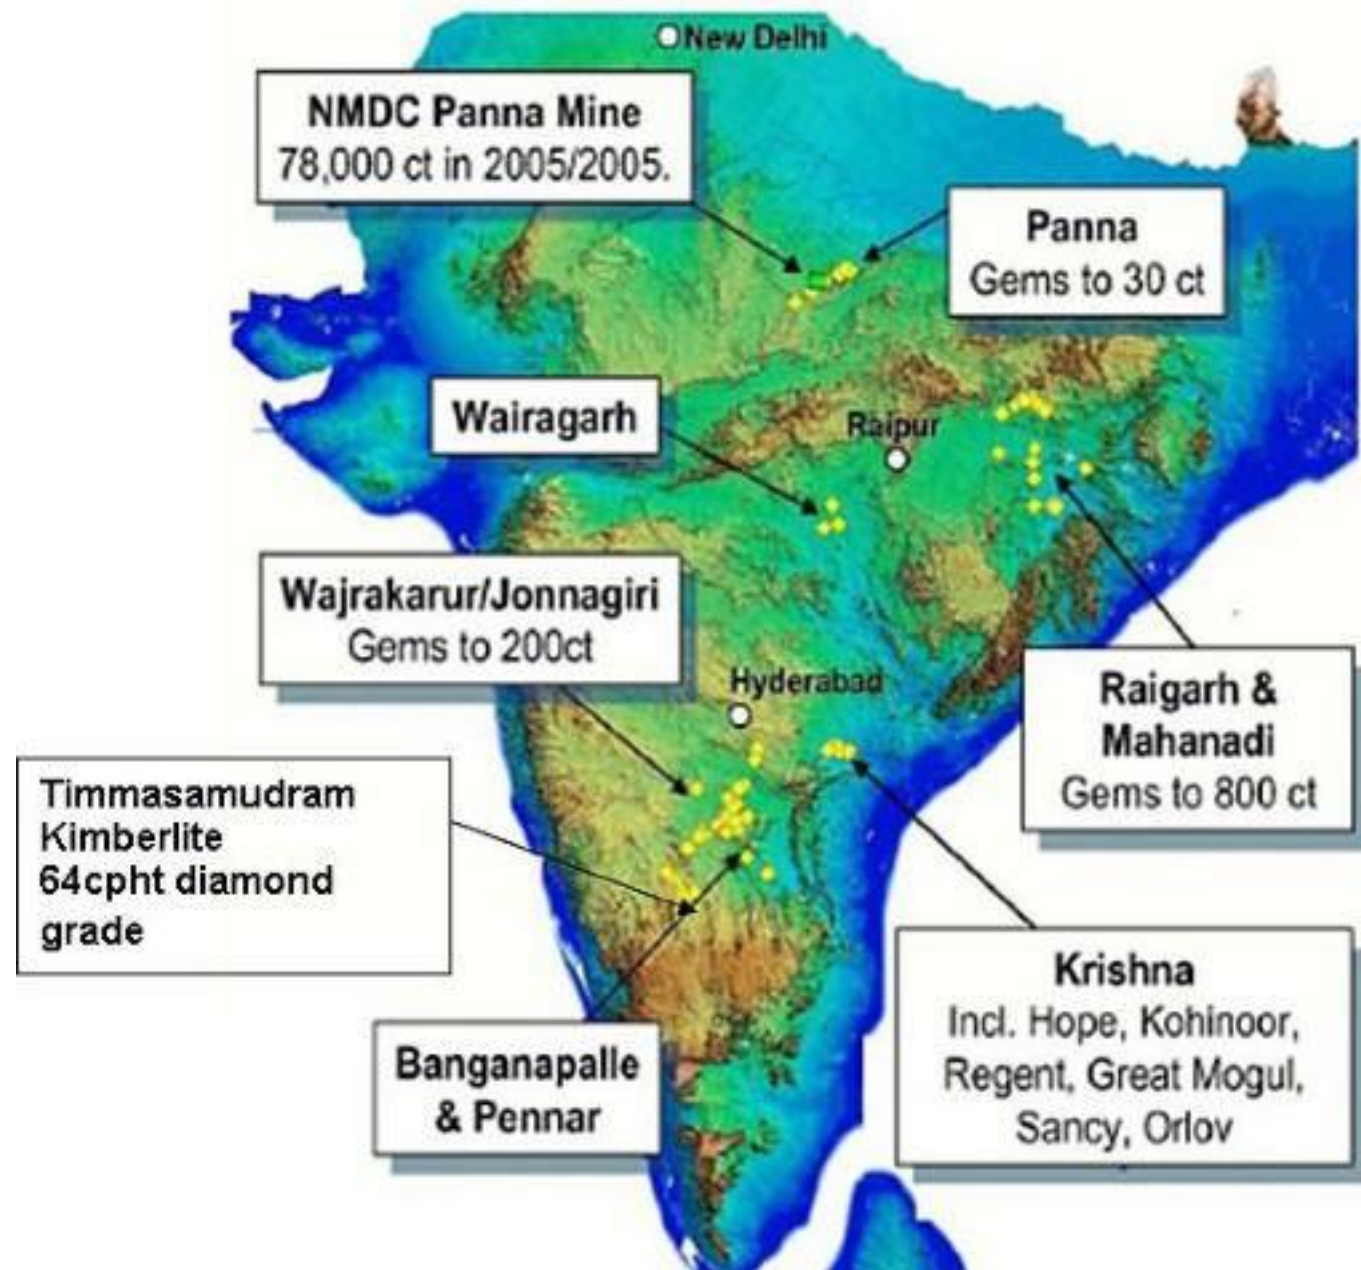 New Delhi
NMDC Panna Mine
78,000 ct in 2005/2005.
Panna
Gems to 30 ct
Wairagarh
Raipur
Wajrakarur/Jonnagiri
Gems to 200ct
Hyderabad
Raigarh &
Mahanadi
Gems to 800 ct
Timmasamudram
Kimberlite
64cpht diamond
grade
Krishna
Incl. Hope, Kohinoor,
Regent, Great Mogul,
Sancy, Orlov
Banganapalle
& Pennar